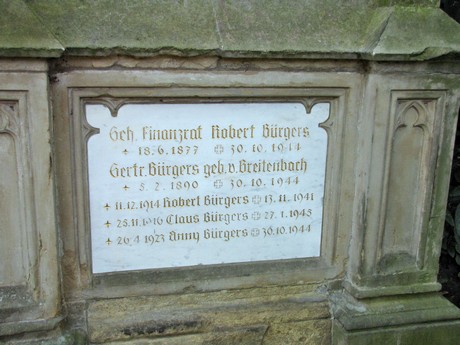 Geh. Finanzrat Robert Bürgers
+ 18.6.1877 ✠ 30.10.1944
Gertr. Bürgers geb. v. Breitenbach
+ 5.2.1890 ✠ 30.10.1944
+ 11.12.1914 Robert Bürgers ✠ 13.11.1941
+ 25.11.1916 Claus Bürgers ✠ 27.1.1945
+ 26.4.1923 Anny Bürgers ✠ 30.10.1944